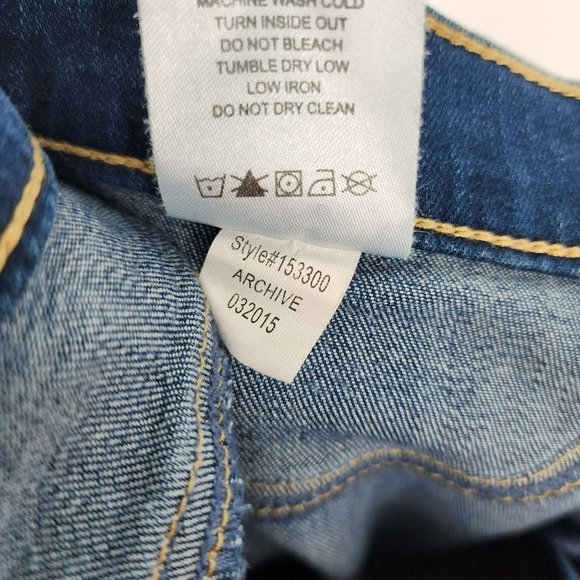 MACHINE WASH COLD
TURN INSIDE OUT
DO NOT BLEACH
TUMBLE DRY LOW
LOW IRON
DO NOT DRY CLEAN
Style#153300
ARCHIVE
032015